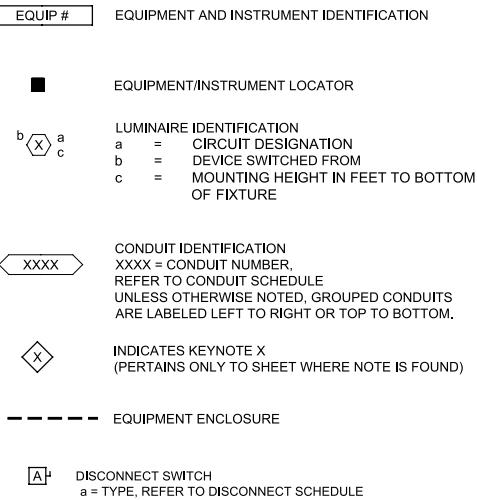 EQUIP # EQUIPMENT AND INSTRUMENT IDENTIFICATION
EQUIPMENT/INSTRUMENT LOCATOR
b X a c
LUMINAIRE IDENTIFICATION
a = CIRCUIT DESIGNATION
b = DEVICE SWITCHED FROM
c = MOUNTING HEIGHT IN FEET TO BOTTOM
OF FIXTURE
CONDUIT IDENTIFICATION
XXXX XXXX = CONDUIT NUMBER,
REFER TO CONDUIT SCHEDULE
UNLESS OTHERWISE NOTED, GROUPED CONDUITS
ARE LABELED LEFT TO RIGHT OR TOP TO BOTTOM.
X INDICATES KEYNOTE X
(PERTAINS ONLY TO SHEET WHERE NOTE IS FOUND)
EQUIPMENT ENCLOSURE
A DISCONNECT SWITCH
a = TYPE, REFER TO DISCONNECT SCHEDULE